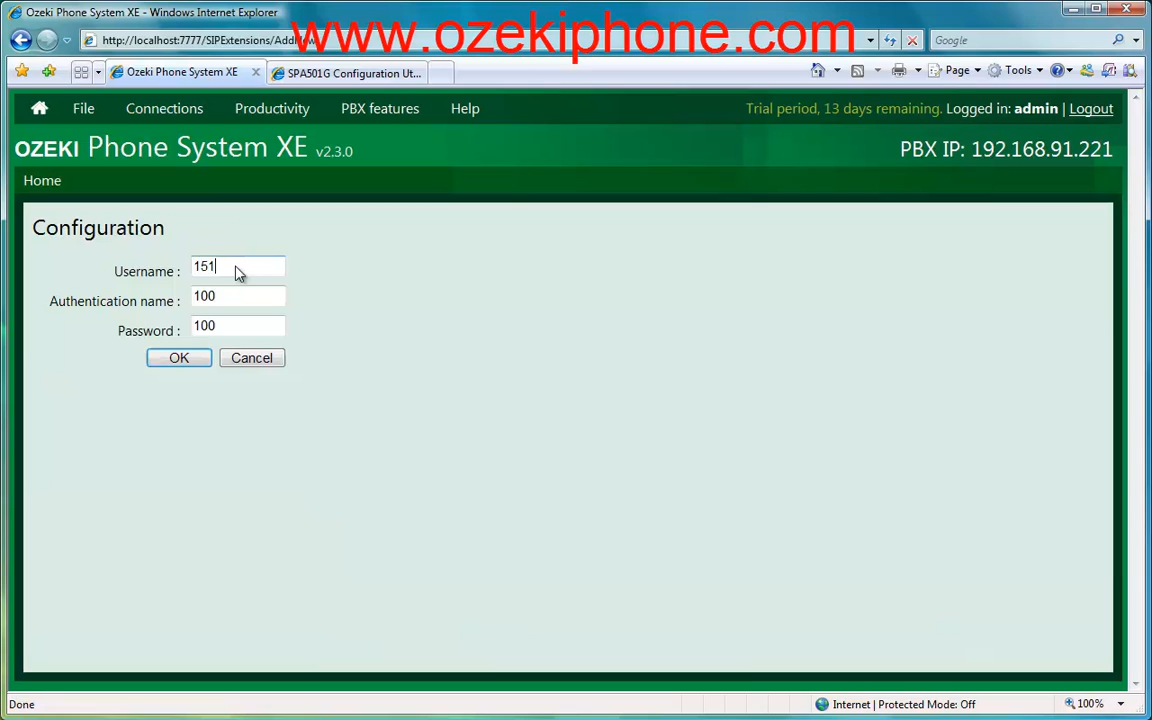 Ozeki Phone System XE - Windows Internet Explorer
www.ozekiphone.com
http://localhost:7777/SIPExtensions/Add
Google
Ozeki Phone System XE
SPA501G Configuration Ut...
Page
Tools
File Connections Productivity PBX features Help
Trial period, 13 days remaining. Logged in: admin | Logout
OZEKI Phone System XE v2.3.0
PBX IP: 192.168.91.221
Home
Configuration
Username : 151
Authentication name : 100
Password : 100
OK Cancel
Done
Internet | Protected Mode: Off
100%